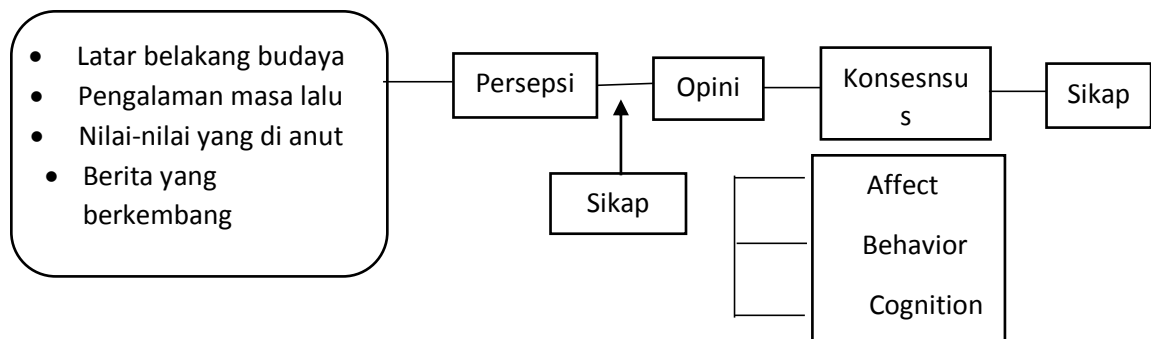 • Latar belakang budaya
• Pengalaman masa lalu
• Nilai-nilai yang di anut
• Berita yang
berkembang
Persepsi
Opini
Konsesnsu
s
Sikap
Sikap
Affect
Behavior
Cognition